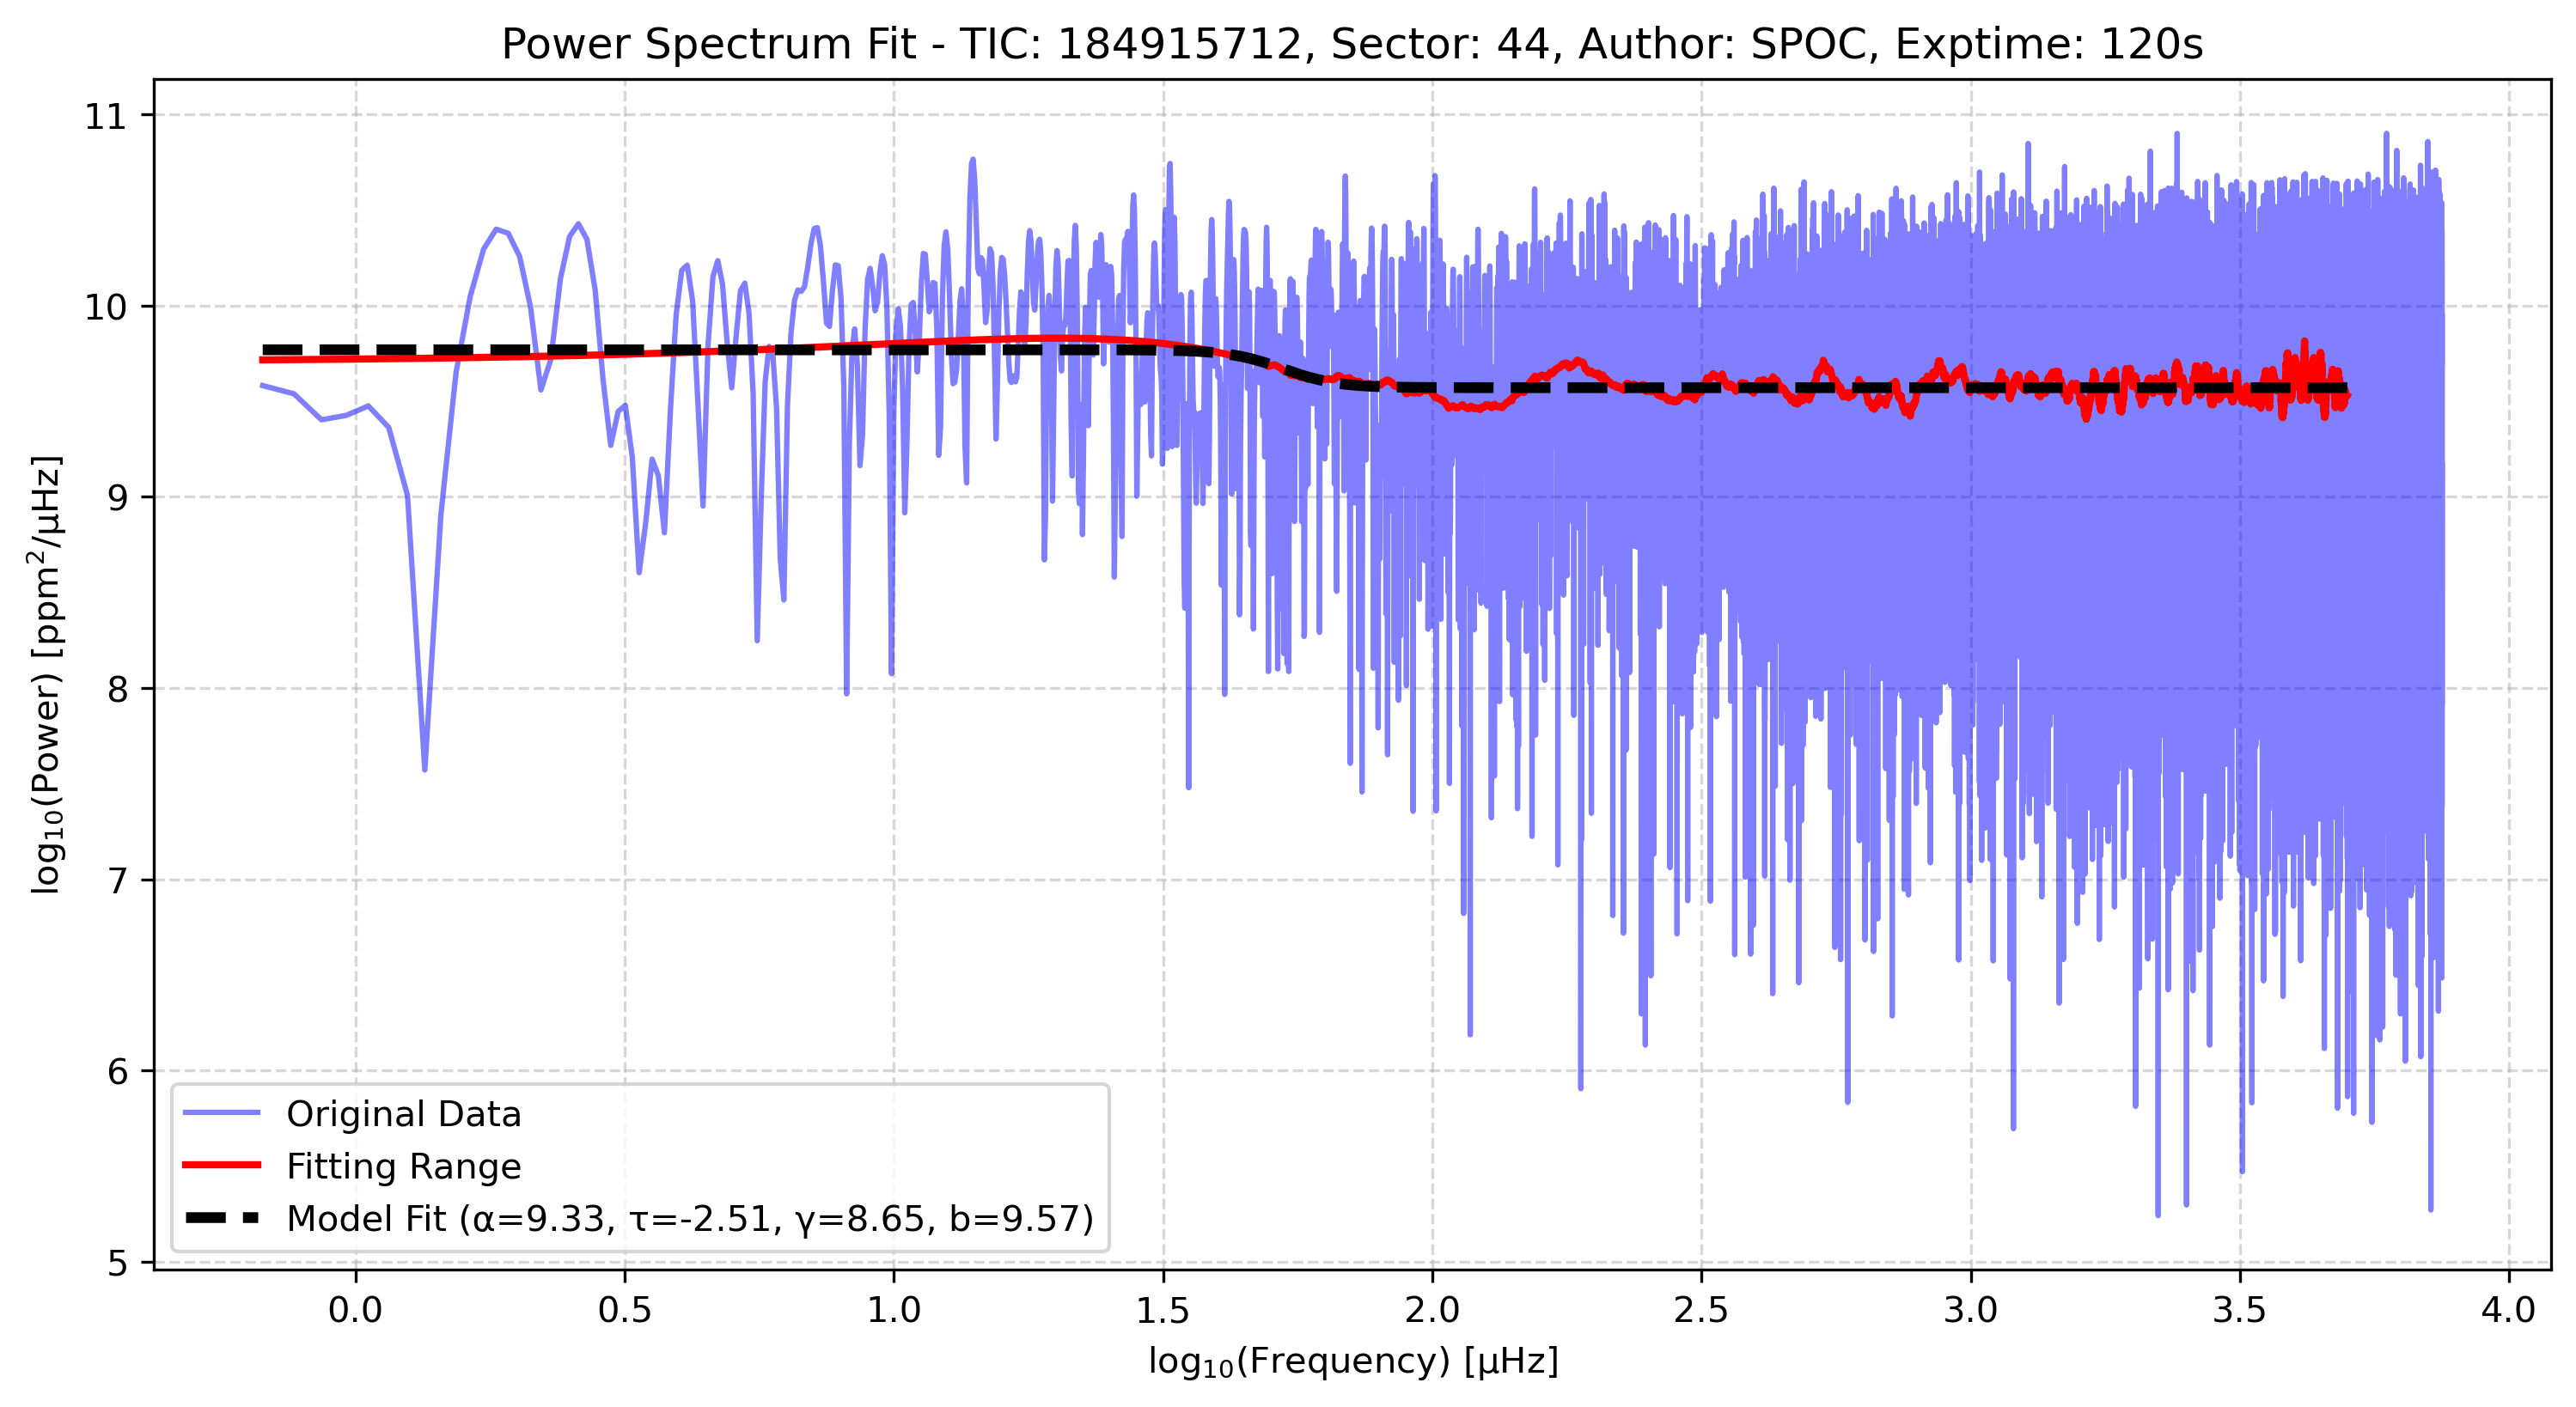 Power Spectrum Fit - TIC: 184915712, Sector: 44, Author: SPOC, Exptime: 120s
log₁₀(Power) [ppm²/μHz]
11
10
9
8
7
6
5
Original Data
Fitting Range
Model Fit (α=9.33, τ=-2.51, γ=8.65, b=9.57)
0.0 0.5 1.0 1.5 2.0 2.5 3.0 3.5 4.0
log₁₀(Frequency) [μHz]